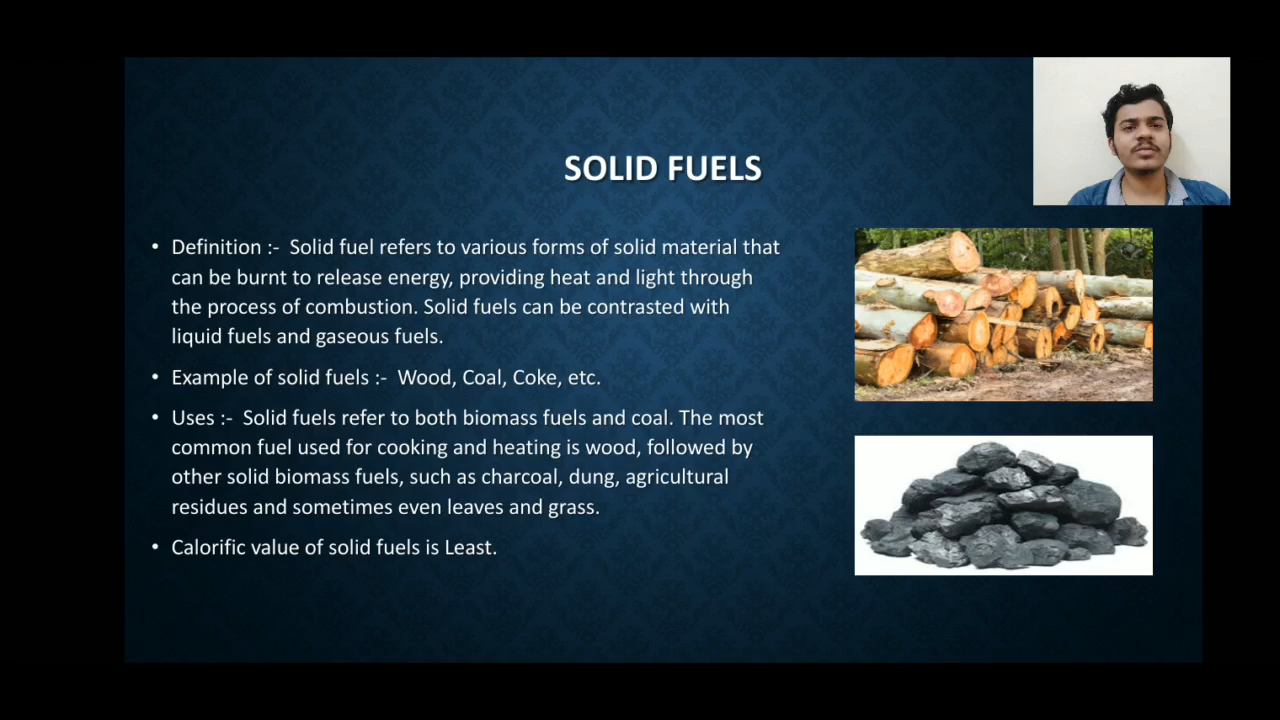 SOLID FUELS
• Definition :-  Solid fuel refers to various forms of solid material that
can be burnt to release energy, providing heat and light through
the process of combustion. Solid fuels can be contrasted with
liquid fuels and gaseous fuels.
• Example of solid fuels :-  Wood, Coal, Coke, etc.
• Uses :-  Solid fuels refer to both biomass fuels and coal. The most
common fuel used for cooking and heating is wood, followed by
other solid biomass fuels, such as charcoal, dung, agricultural
residues and sometimes even leaves and grass.
• Calorific value of solid fuels is Least.